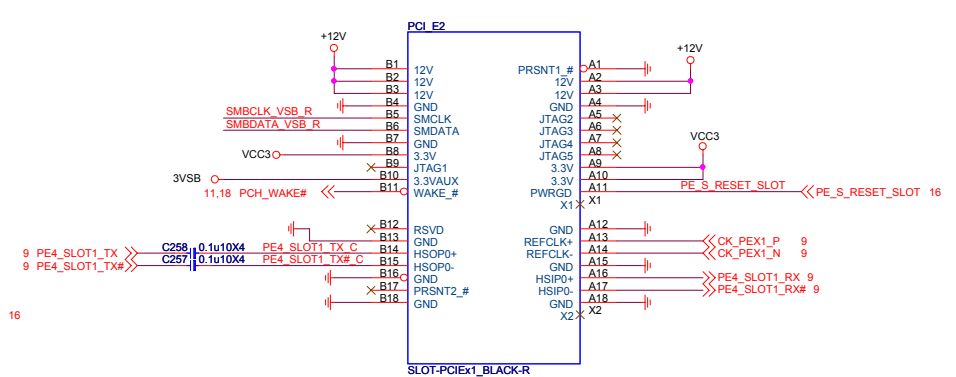 PCI_E2
+12V
+12V
B1 12V PRSNT1_# A1
B2 12V 12V A2
B3 12V 12V A3
B4 GND GND A4
SMBCLK_VSB_R B5 SMCLK JTAG2 A5
SMBDATA_VSB_R B6 SMDATA JTAG3 A6
B7 GND JTAG4 A7
VCC3 B8 3.3V JTAG5 A8 VCC3
B9 JTAG1 3.3V A9
3VSB B10 3.3VAUX 3.3V A10
11,18 PCH_WAKE# B11 WAKE_# PWRGD A11 PE_S_RESET_SLOT PE_S_RESET_SLOT 16
X1 X1
B12 RSVD GND A12
B13 GND REFCLK+ A13 CK_PEX1_P 9
9 PE4_SLOT1_TX C258 0.1u10X4 PE4_SLOT1_TX_C B14 HSOP0+ REFCLK- A14 CK_PEX1_N 9
9 PE4_SLOT1_TX# C257 0.1u10X4 PE4_SLOT1_TX#_C B15 HSOP0- GND A15
B16 GND HSIP0+ A16 PE4_SLOT1_RX 9
B17 PRSNT2_# HSIP0- A17 PE4_SLOT1_RX# 9
B18 GND GND A18
16 X2 X2
SLOT-PCIEx1_BLACK-R